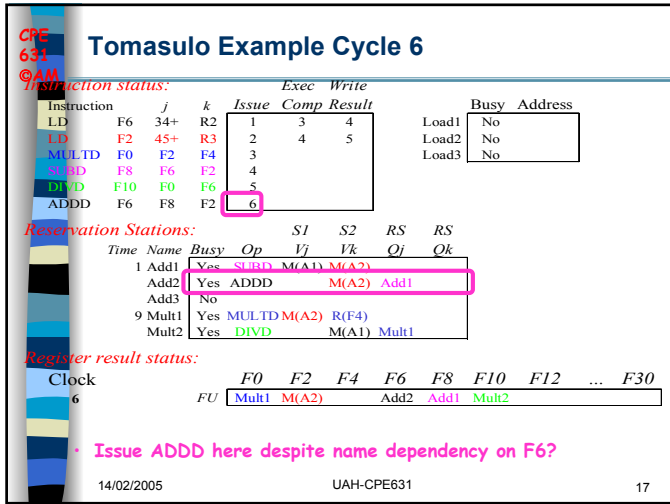 CPE
631
©AM
Tomasulo Example Cycle 6
Instruction status: Exec Write
Instruction j k Issue Comp Result Busy Address
LD F6 34+ R2 1 3 4 Load1 No
LD F2 45+ R3 2 4 5 Load2 No
MULTD F0 F2 F4 3 Load3 No
SUBD F8 F6 F2 4
DIVD F10 F0 F6 5
ADDD F6 F8 F2 6
Reservation Stations: S1 S2 RS RS
Time Name Busy Op Vj Vk Qj Qk
1 Add1 Yes SUBD M(A1) M(A2)
Add2 Yes ADDD M(A2) Add1
Add3 No
9 Mult1 Yes MULTD M(A2) R(F4)
Mult2 Yes DIVD M(A1) Mult1
Register result status:
Clock F0 F2 F4 F6 F8 F10 F12 ... F30
6 FU Mult1 M(A2) Add2 Add1 Mult2
• Issue ADDD here despite name dependency on F6?
14/02/2005 UAH-CPE631 17